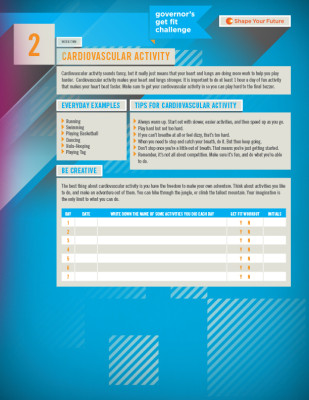 governor's
get fit
challenge
Shape Your Future
2
CARDIOVASCULAR ACTIVITY
Cardiovascular activity sounds fancy, but it really just means that your heart and lungs are doing more work to help you play
harder. Cardiovascular activity makes your heart and lungs stronger. It is important to do at least 1 hour a day of fun activity
that makes your heart beat faster. Make sure to get your cardiovascular activity in so you can play hard to the final buzzer.
EVERYDAY EXAMPLES
Running
Swimming
Playing Basketball
Dancing
Hula-Hooping
Playing Tag
TIPS FOR CARDIOVASCULAR ACTIVITY
Always warm up. Start out with slower, easier activities, and then speed up as you go.
Play hard but not too hard.
If you can't breathe at all or feel dizzy, that's too hard.
When you need to stop and catch your breath, do it. But then keep going.
Don't stop once you're a little out of breath. That means you're just getting started.
Remember, it's not all about competition. Make sure it's fun, and do what you're able
to do.
BE CREATIVE
The best thing about cardiovascular activity is you have the freedom to make your own adventure. Think about activities you like
to do, and make an adventure out of them. You can hike through the jungle, or climb the tallest mountain. Your imagination is
the only limit to what you can do.
DAY DATE WRITE DOWN THE NAME OF SOME ACTIVITIES YOU DID EACH DAY GET FIT WORKOUT INITIALS
1 Y N
2 Y N
3 Y N
4 Y N
5 Y N
6 Y N
7 Y N